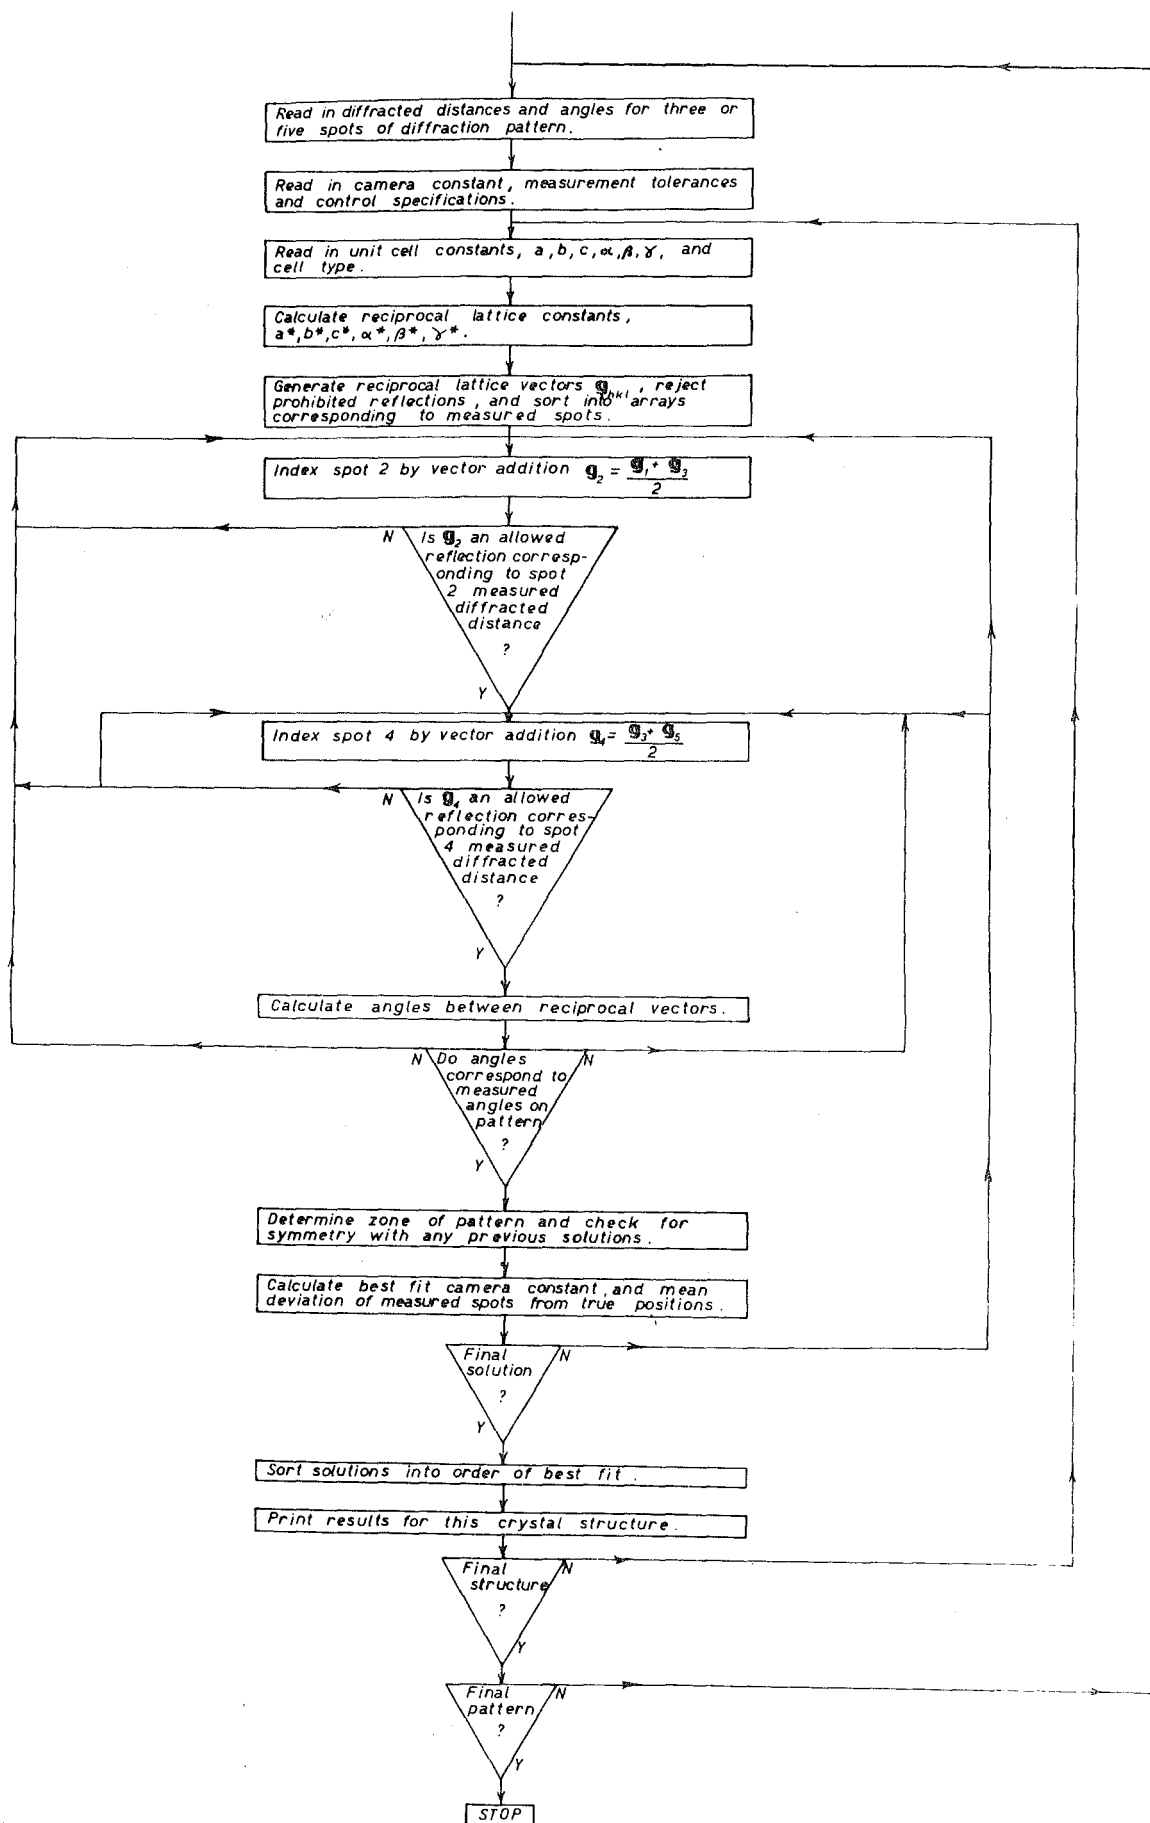 Read in diffracted distances and angles for three or
five spots of diffraction pattern.
Read in camera constant, measurement tolerances
and control specifications.
Read in unit cell constants, a,b,c,α,β,γ, and
cell type.
Calculate reciprocal lattice constants,
a*,b*,c*,α*,β*,γ*.
Generate reciprocal lattice vectors g hkl, reject
prohibited reflections, and sort into arrays
corresponding to measured spots.
Index spot 2 by vector addition g₂ = g₁ + g₃
2
N Is g₂ an allowed
reflection corresp-
onding to spot
2 measured
diffracted
distance
?
Y
Index spot 4 by vector addition g₄ = g₃ + g₅
2
N Is g₄ an allowed
reflection corres-
ponding to spot
4 measured
diffracted
distance
?
Y
Calculate angles between reciprocal vectors.
N Do angles N
correspond to
measured
angles on
pattern
?
Y
Determine zone of pattern and check for
symmetry with any previous solutions.
Calculate best fit camera constant, and mean
deviation of measured spots from true positions.
Final N
solution
?
Y
Sort solutions into order of best fit.
Print results for this crystal structure.
Final N
structure
?
Y
Final N
pattern
?
Y
STOP